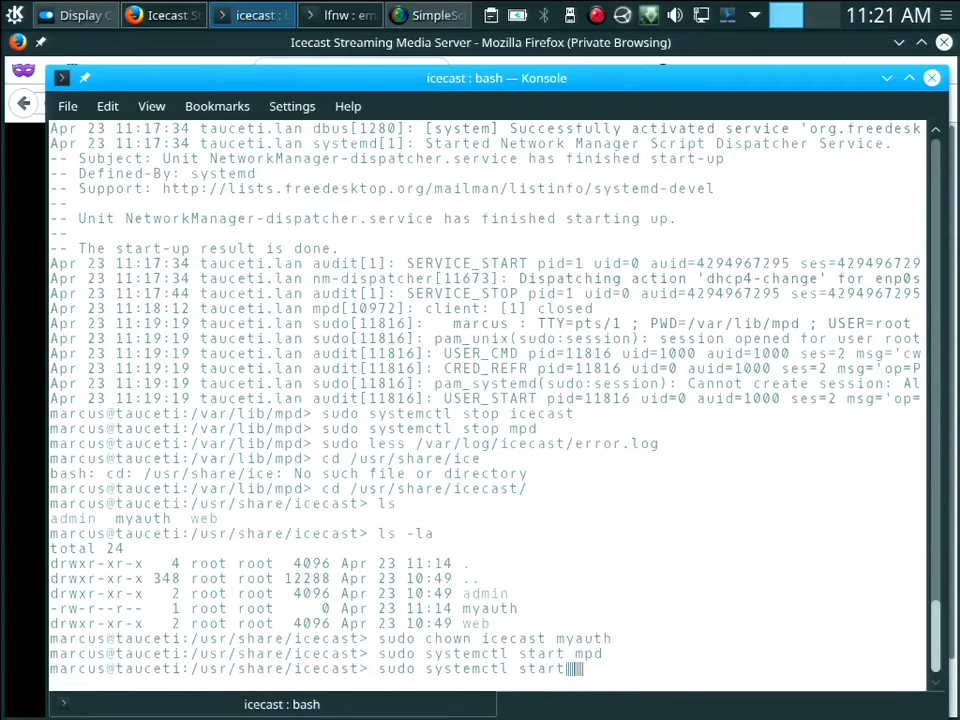 Display C
Icecast St
icecast : b
lfnw : em
SimpleSc
11:21 AM
Icecast Streaming Media Server - Mozilla Firefox (Private Browsing)
icecast : bash — Konsole
File Edit View Bookmarks Settings Help
Apr 23 11:17:34 tauceti.lan dbus[1280]: [system] Successfully activated service 'org.freedesk
Apr 23 11:17:34 tauceti.lan systemd[1]: Started Network Manager Script Dispatcher Service.
-- Subject: Unit NetworkManager-dispatcher.service has finished start-up
-- Defined-By: systemd
-- Support: http://lists.freedesktop.org/mailman/listinfo/systemd-devel
--
-- Unit NetworkManager-dispatcher.service has finished starting up.
--
-- The start-up result is done.
Apr 23 11:17:34 tauceti.lan audit[1]: SERVICE_START pid=1 uid=0 auid=4294967295 ses=429496729
Apr 23 11:17:34 tauceti.lan nm-dispatcher[11673]: Dispatching action 'dhcp4-change' for enp0s
Apr 23 11:17:44 tauceti.lan audit[1]: SERVICE_STOP pid=1 uid=0 auid=4294967295 ses=4294967295
Apr 23 11:18:12 tauceti.lan mpd[10972]: client: [1] closed
Apr 23 11:19:19 tauceti.lan sudo[11816]:   marcus : TTY=pts/1 ; PWD=/var/lib/mpd ; USER=root
Apr 23 11:19:19 tauceti.lan sudo[11816]: pam_unix(sudo:session): session opened for user root
Apr 23 11:19:19 tauceti.lan audit[11816]: USER_CMD pid=11816 uid=1000 auid=1000 ses=2 msg='cw
Apr 23 11:19:19 tauceti.lan audit[11816]: CRED_REFR pid=11816 uid=0 auid=1000 ses=2 msg='op=P
Apr 23 11:19:19 tauceti.lan sudo[11816]: pam_systemd(sudo:session): Cannot create session: Al
Apr 23 11:19:19 tauceti.lan audit[11816]: USER_START pid=11816 uid=0 auid=1000 ses=2 msg='op=
marcus@tauceti:/var/lib/mpd> sudo systemctl stop icecast
marcus@tauceti:/var/lib/mpd> sudo systemctl stop mpd
marcus@tauceti:/var/lib/mpd> sudo less /var/log/icecast/error.log
marcus@tauceti:/var/lib/mpd> cd /usr/share/ice
bash: cd: /usr/share/ice: No such file or directory
marcus@tauceti:/var/lib/mpd> cd /usr/share/icecast/
marcus@tauceti:/usr/share/icecast> ls
admin  myauth  web
marcus@tauceti:/usr/share/icecast> ls -la
total 24
drwxr-xr-x   4 root root  4096 Apr 23 11:14 .
drwxr-xr-x 348 root root 12288 Apr 23 10:49 ..
drwxr-xr-x   2 root root  4096 Apr 23 10:49 admin
-rw-r--r--   1 root root     0 Apr 23 11:14 myauth
drwxr-xr-x   2 root root  4096 Apr 23 10:49 web
marcus@tauceti:/usr/share/icecast> sudo chown icecast myauth
marcus@tauceti:/usr/share/icecast> sudo systemctl start mpd
marcus@tauceti:/usr/share/icecast> sudo systemctl start
icecast : bash